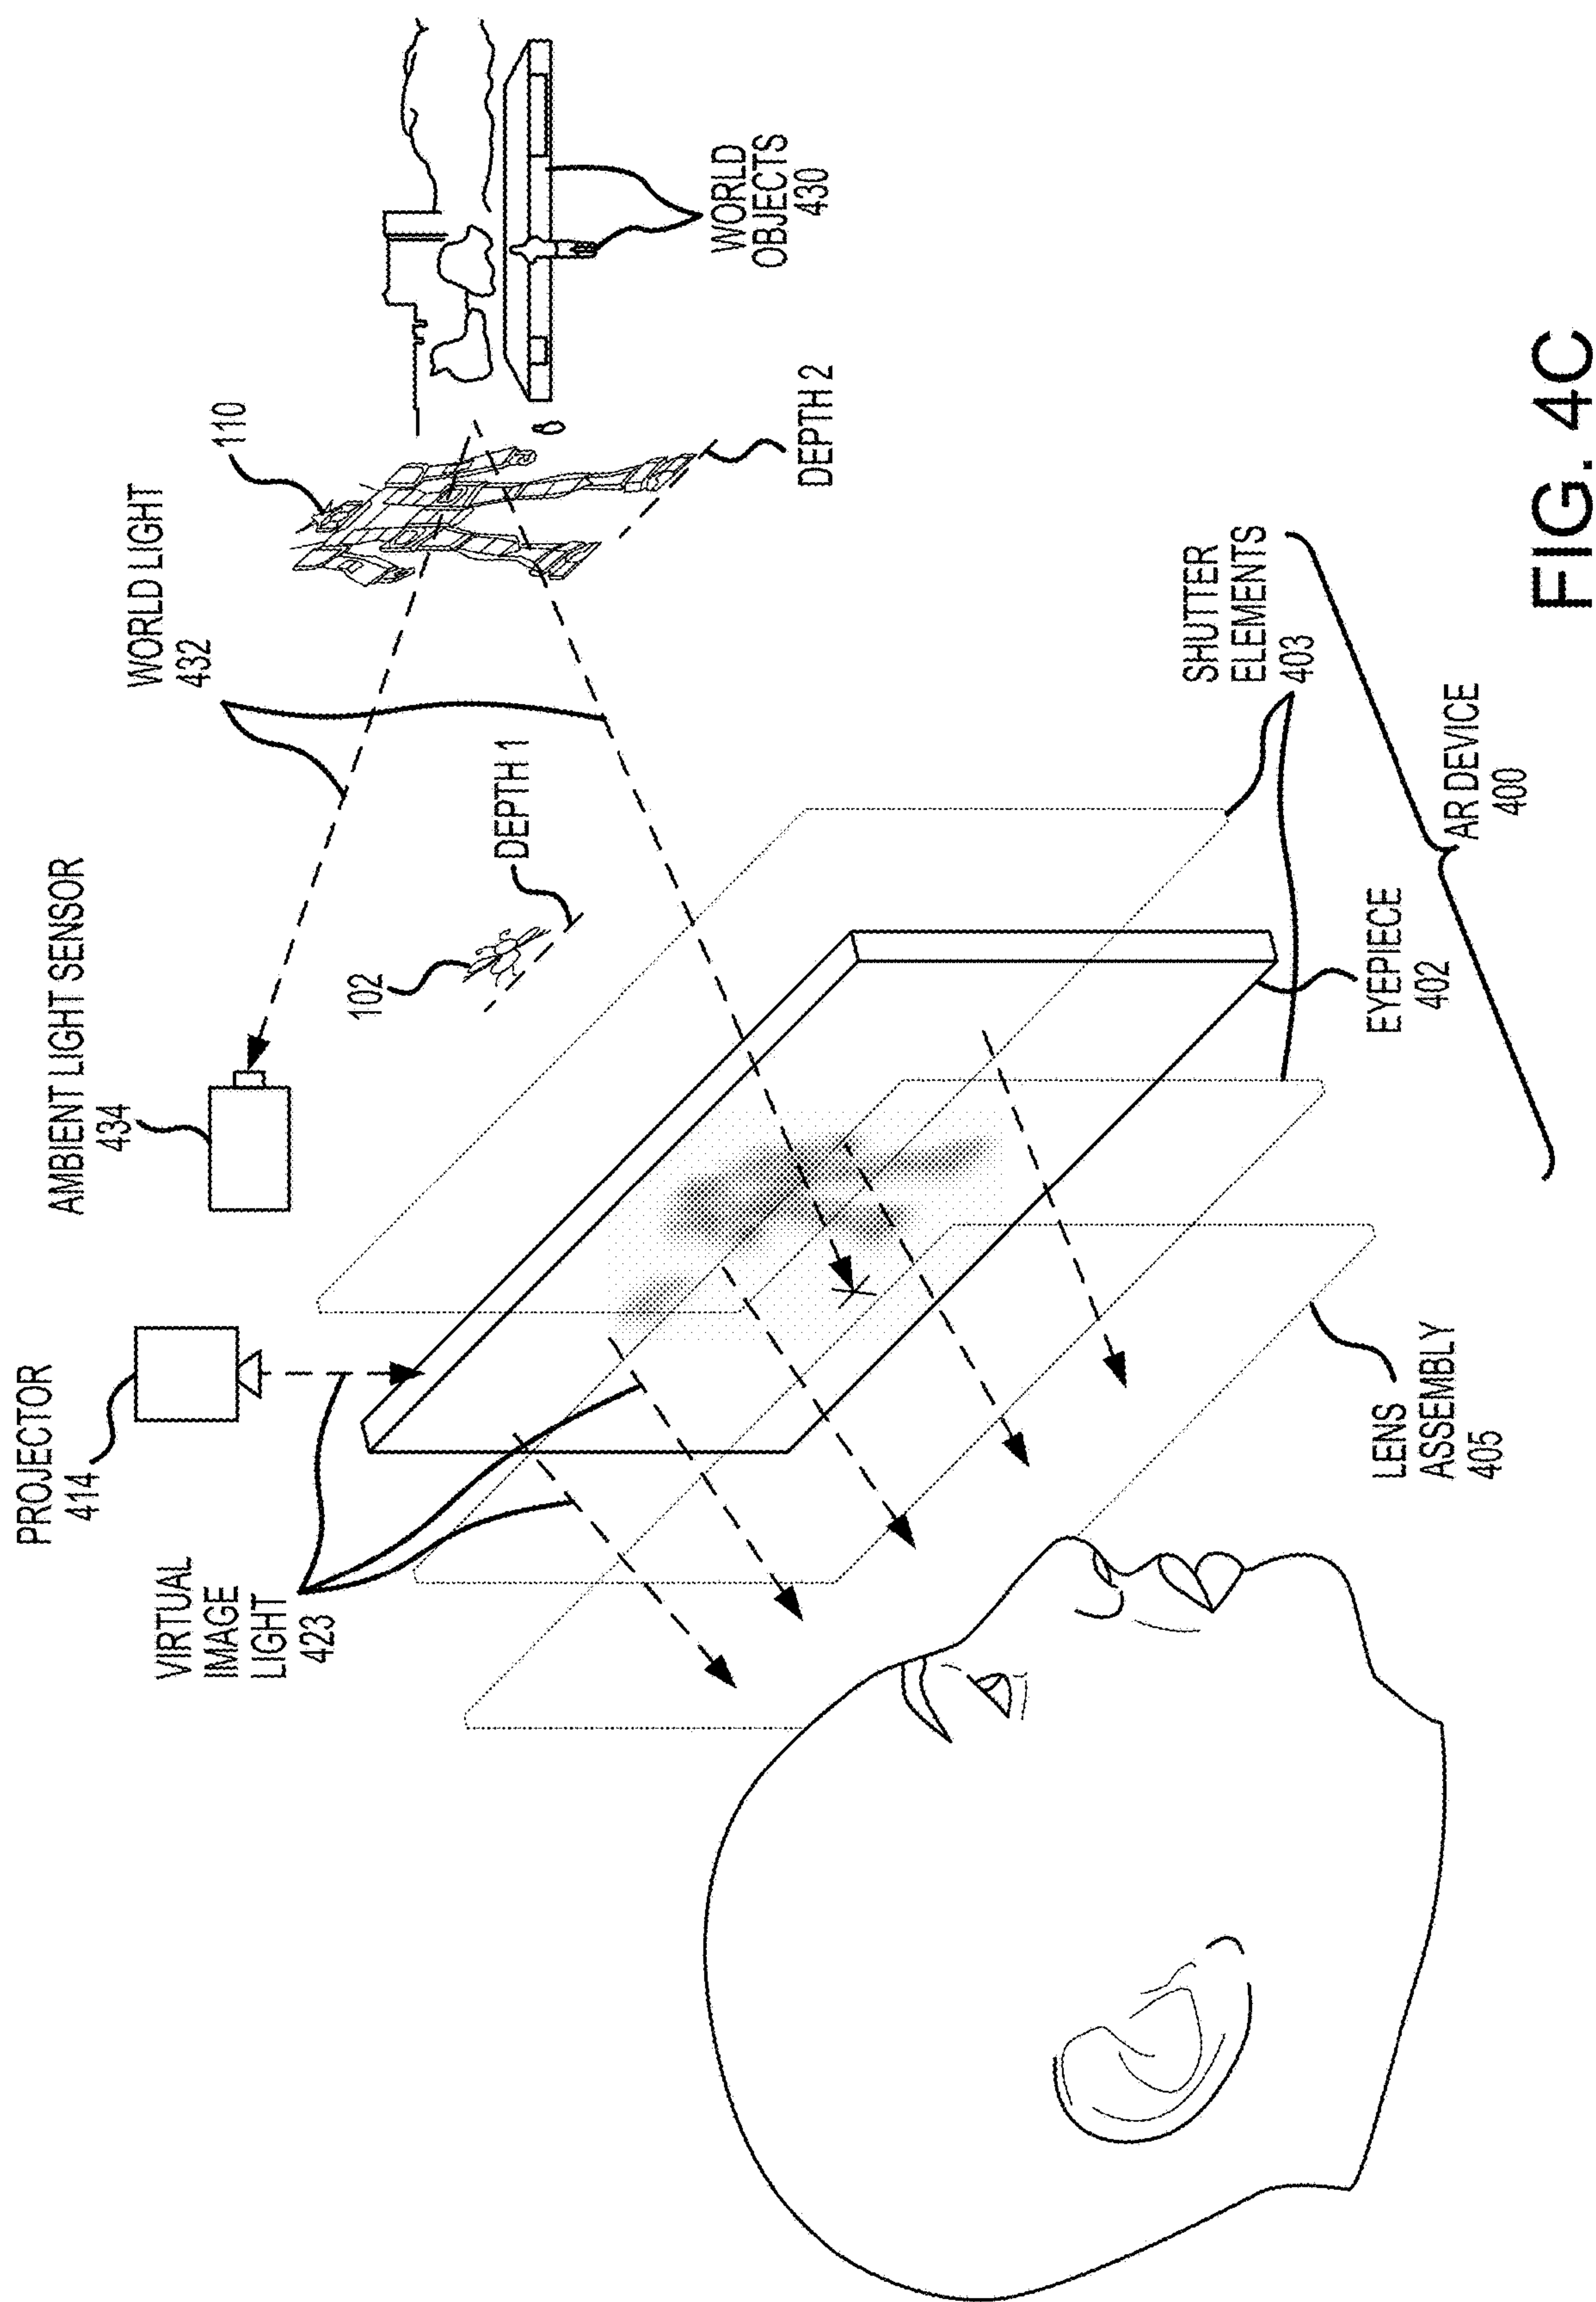 PROJECTOR
414
AMBIENT LIGHT SENSOR
434
WORLD LIGHT
432
110
VIRTUAL
IMAGE
LIGHT
423
102
DEPTH 1
DEPTH 2
WORLD
OBJECTS
430
SHUTTER
ELEMENTS
403
LENS
ASSEMBLY
405
EYEPIECE
402
AR DEVICE
400
FIG. 4C